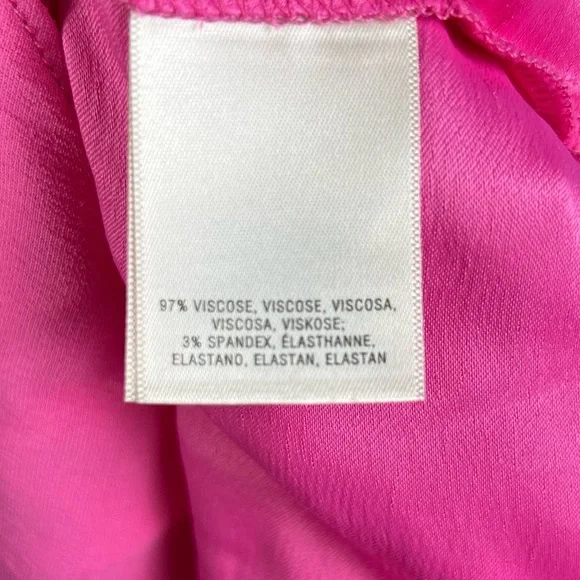 97% VISCOSE, VISCOSE, VISCOSA,
VISCOSA, VISKOSE;
3% SPANDEX, ÉLASTHANNE,
ELASTANO, ELASTAN, ELASTAN